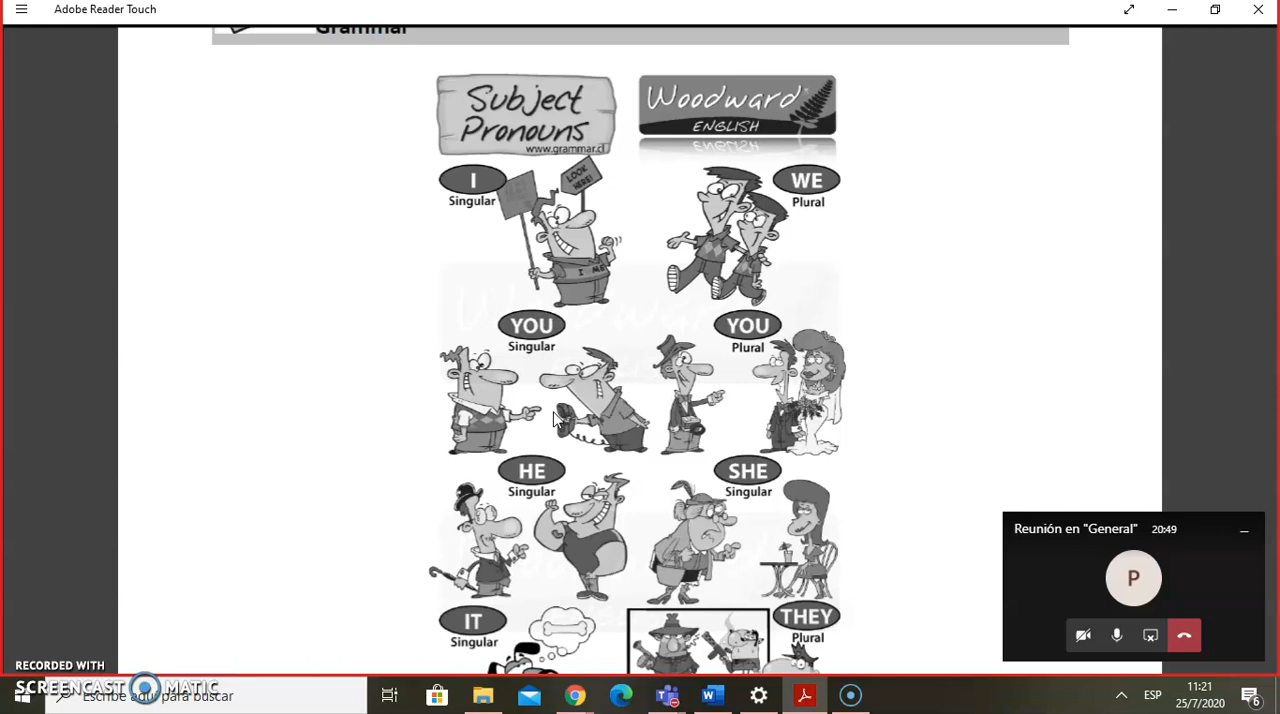 Adobe Reader Touch
Grammar
Subject
Pronouns
www.grammar.cl
Woodward
ENGLISH
I
Singular
LOOK
HERE!
I ME
WE
Plural
YOU
Singular
YOU
Plural
HE
Singular
SHE
Singular
IT
Singular
THEY
Plural
Reunión en "General" 20:49
P
RECORDED WITH
SCREENCAST MATIC
Escribe aquí para buscar
ESP
11:21
25/7/2020
6